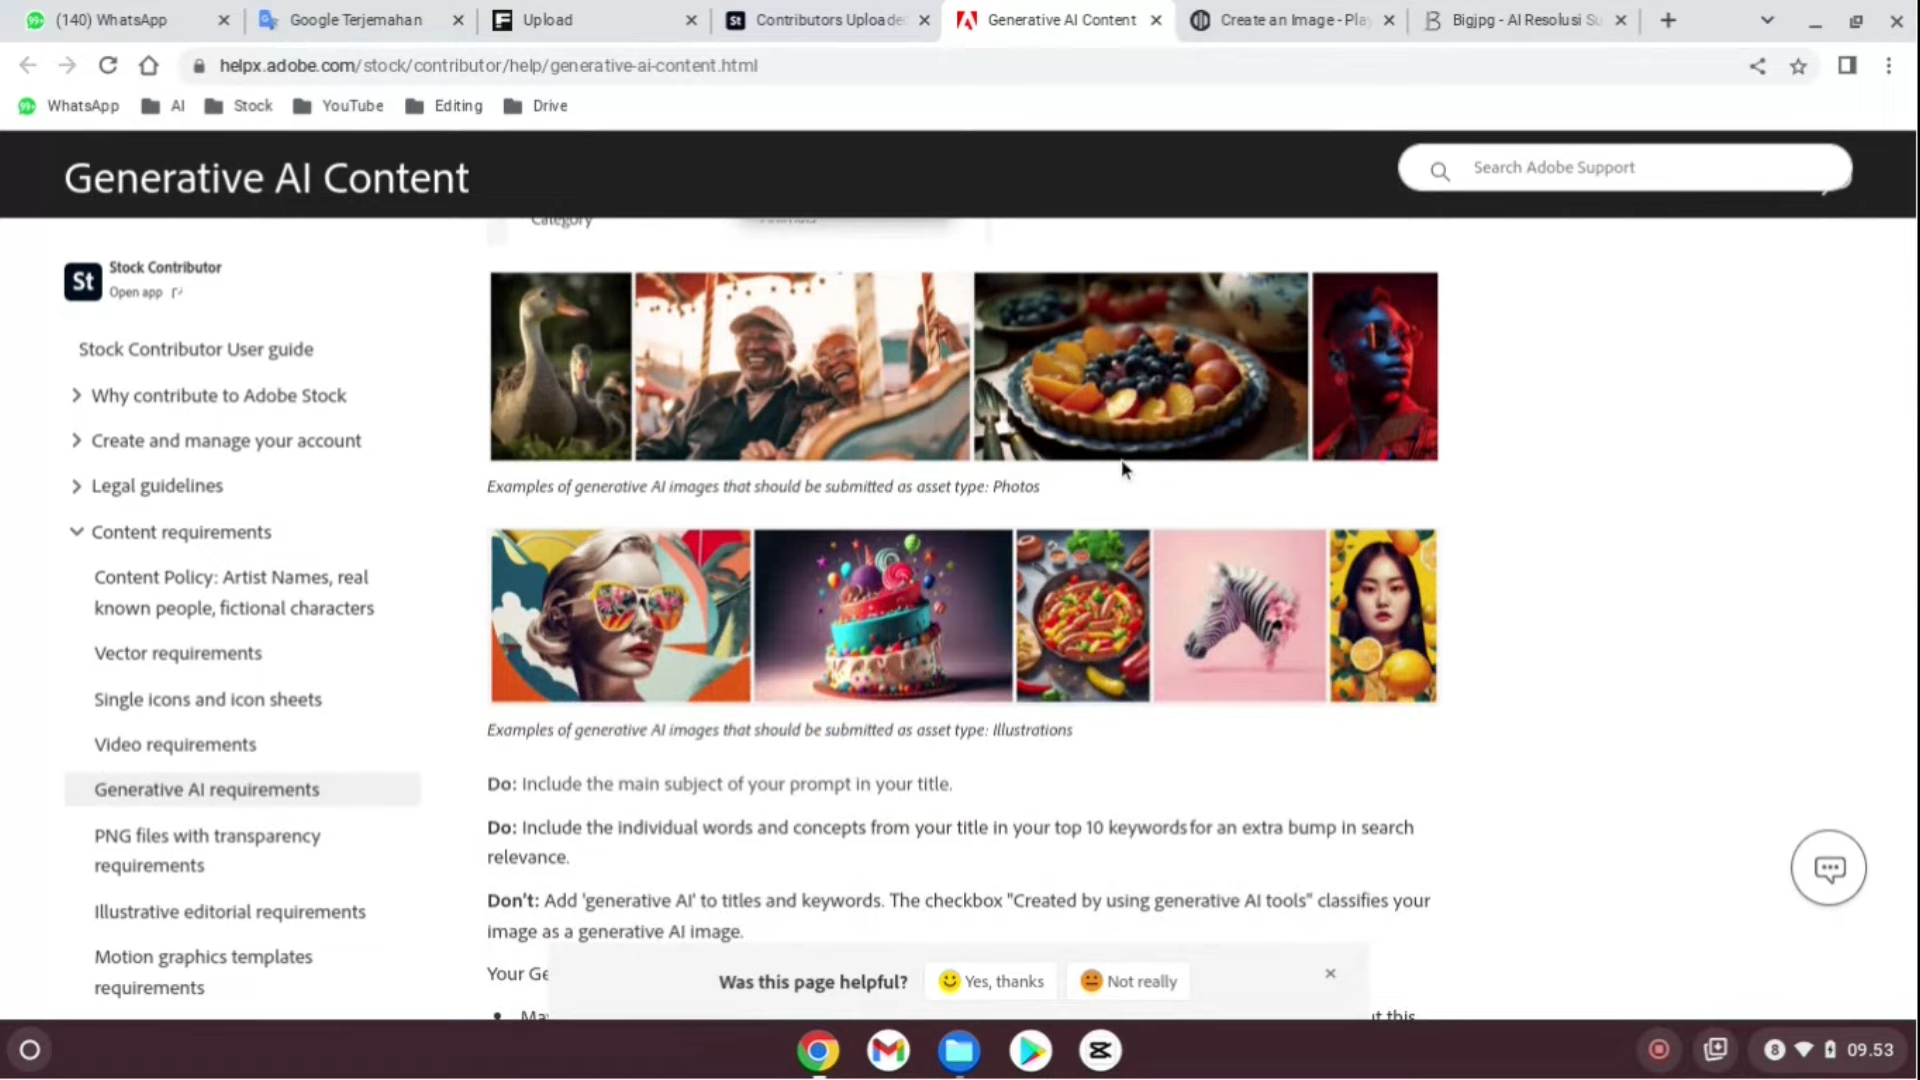 (140) WhatsApp
Google Terjemahan
Upload
Contributors Uploade
Generative AI Content
Create an Image - Pla
Bigjpg - AI Resolusi Su
helpx.adobe.com/stock/contributor/help/generative-ai-content.html
99+ WhatsApp
AI
Stock
YouTube
Editing
Drive
Generative AI Content
Search Adobe Support
Category
Animals
St
Stock Contributor
Open app
Stock Contributor User guide
Why contribute to Adobe Stock
Create and manage your account
Legal guidelines
Content requirements
Content Policy: Artist Names, real
known people, fictional characters
Vector requirements
Single icons and icon sheets
Video requirements
Generative AI requirements
PNG files with transparency
requirements
Illustrative editorial requirements
Motion graphics templates
requirements
Examples of generative AI images that should be submitted as asset type: Photos
Examples of generative AI images that should be submitted as asset type: Illustrations
Do: Include the main subject of your prompt in your title.
Do: Include the individual words and concepts from your title in your top 10 keywords for an extra bump in search
relevance.
Don't: Add 'generative AI' to titles and keywords. The checkbox "Created by using generative AI tools" classifies your
image as a generative AI image.
Your Ge
Was this page helpful?
Yes, thanks
Not really
8
09.53